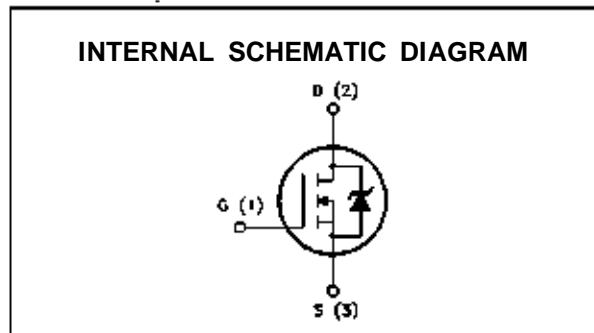 INTERNAL SCHEMATIC DIAGRAM
D (2)
G (1)
S (3)